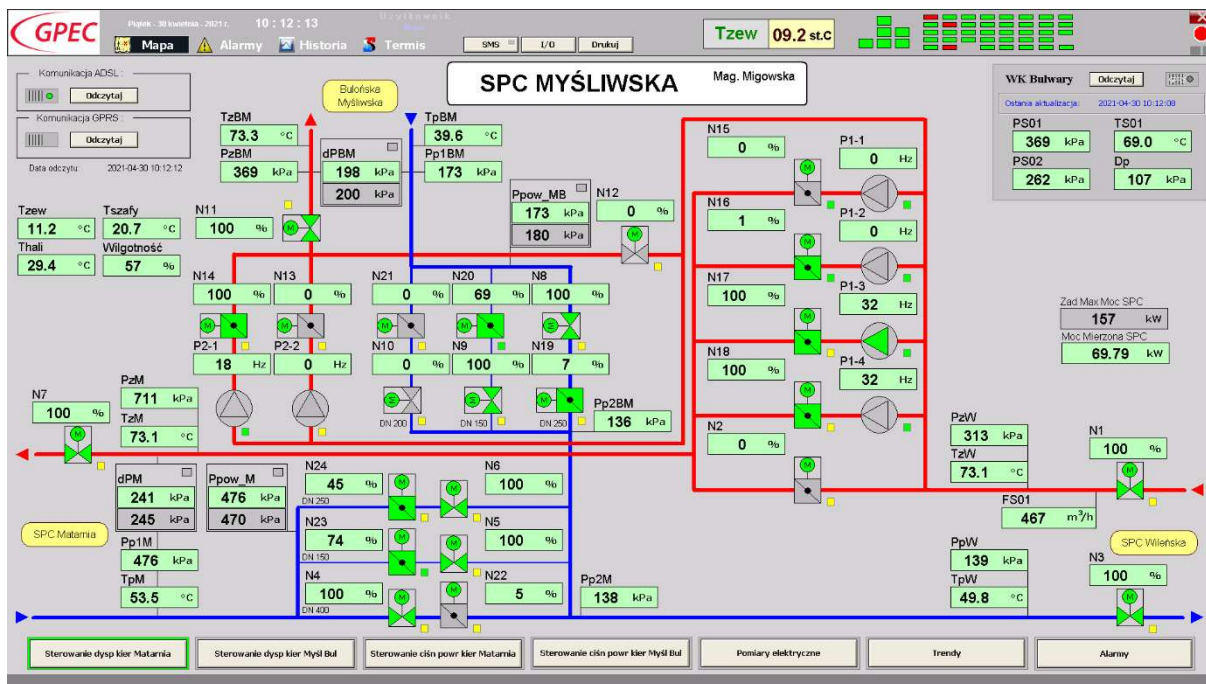 GPEC
Piątek - 30 kwietnia - 2021 r. 10 : 12 : 13 Użytkownik
Mapa Alarmy Historia Termis SMS I/O Drukuj
Tzew 09.2 st.C
Komunikacja ADSL :
Odczytaj
Komunikacja GPRS :
Odczytaj
Data odczytu: 2021-04-30 10:12:12
SPC MYŚLIWSKA Mag. Migowska
WK Bulwary Odczytaj
Ostania aktualizacja: 2021-04-30 10:12:08
PS01 TS01
369 kPa 69.0 °C
PS02 Dp
262 kPa 107 kPa
Bulońska
Myśliwska
TzBM
73.3 °C
PzBM
369 kPa
dPBM
198 kPa
200 kPa
TpBM
39.6 °C
Pp1BM
173 kPa
Ppow_MB
173 kPa
180 kPa
N12
0 %
Tzew Tszafy
11.2 °C 20.7 °C
Thali Wilgotność
29.4 °C 57 %
N11
100 %
N14 N13 N21 N20 N8
100 % 0 % 0 % 69 % 100 %
P2-1 P2-2 N10 N9 N19
18 Hz 0 Hz 0 % 100 % 7 %
DN 200 DN 150 DN 250
Pp2BM
136 kPa
N15
0 %
P1-1
0 Hz
N16
1 %
P1-2
0 Hz
N17
100 %
P1-3
32 Hz
N18
100 %
P1-4
32 Hz
N2
0 %
Zad Max Moc SPC
157 kW
Moc Mierzona SPC
69.79 kW
N7
100 %
PzM
711 kPa
TzM
73.1 °C
dPM
241 kPa
245 kPa
Ppow_M
476 kPa
470 kPa
SPC Matarnia
Pp1M
476 kPa
TpM
53.5 °C
N24 N6
45 % 100 %
DN 250
N23 N5
74 % 100 %
DN 150
N4 N22
100 % 5 %
DN 400
Pp2M
138 kPa
PzW
313 kPa
TzW
73.1 °C
N1
100 %
FS01
467 m³/h
PpW
139 kPa
TpW
49.8 °C
SPC Wileńska
N3
100 %
Sterowanie dysp kier Matarnia Sterowanie dysp kier Myśl Bul Sterowanie ciśn powr kier Matarnia Sterowanie ciśn powr kier Myśl Bul Pomiary elektryczne Trendy Alarmy